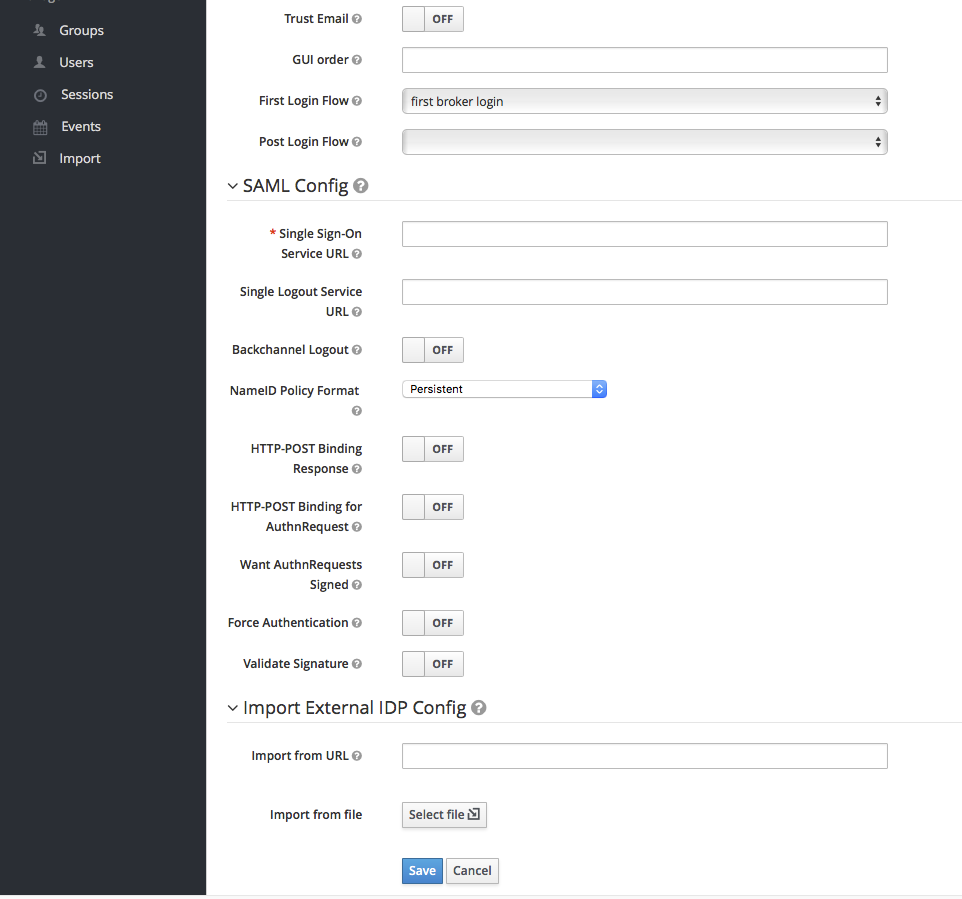 Groups
Users
Sessions
Events
Import
Trust Email OFF
GUI order
First Login Flow first broker login
Post Login Flow
SAML Config
* Single Sign-On
Service URL
Single Logout Service
URL
Backchannel Logout OFF
NameID Policy Format Persistent
HTTP-POST Binding OFF
Response
HTTP-POST Binding for OFF
AuthnRequest
Want AuthnRequests OFF
Signed
Force Authentication OFF
Validate Signature OFF
Import External IDP Config
Import from URL
Import from file Select file
Save Cancel